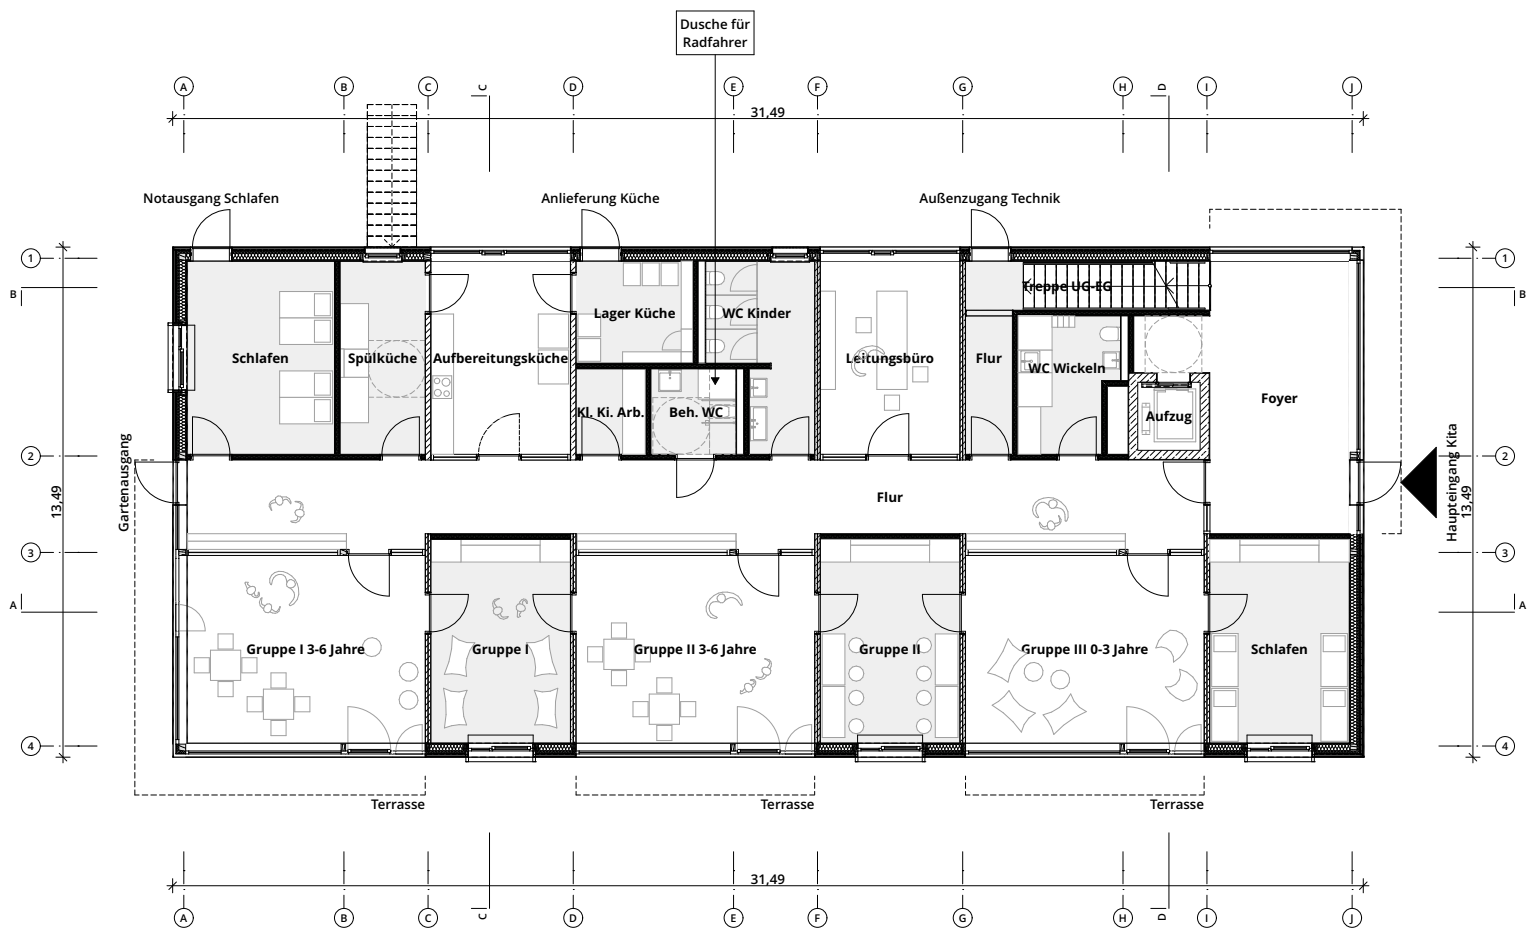 Dusche für
Radfahrer
A
B
C
C
D
E
F
G
H
D
I
J
31,49
Notausgang Schlafen
Anlieferung Küche
Außenzugang Technik
1
1
B
B
Treppe UG-EG
Lager Küche
WC Kinder
Schlafen
Spülküche
Aufbereitungsküche
Leitungsbüro
Flur
WC Wickeln
Foyer
Kl. Ki. Arb.
Beh. WC
Aufzug
2
2
Gartenausgang
Haupteingang Kita
13,49
Flur
13,49
3
3
A
A
Gruppe I 3-6 Jahre
Gruppe I
Gruppe II 3-6 Jahre
Gruppe II
Gruppe III 0-3 Jahre
Schlafen
4
4
Terrasse
Terrasse
Terrasse
31,49
A
B
C
C
D
E
F
G
H
D
I
J